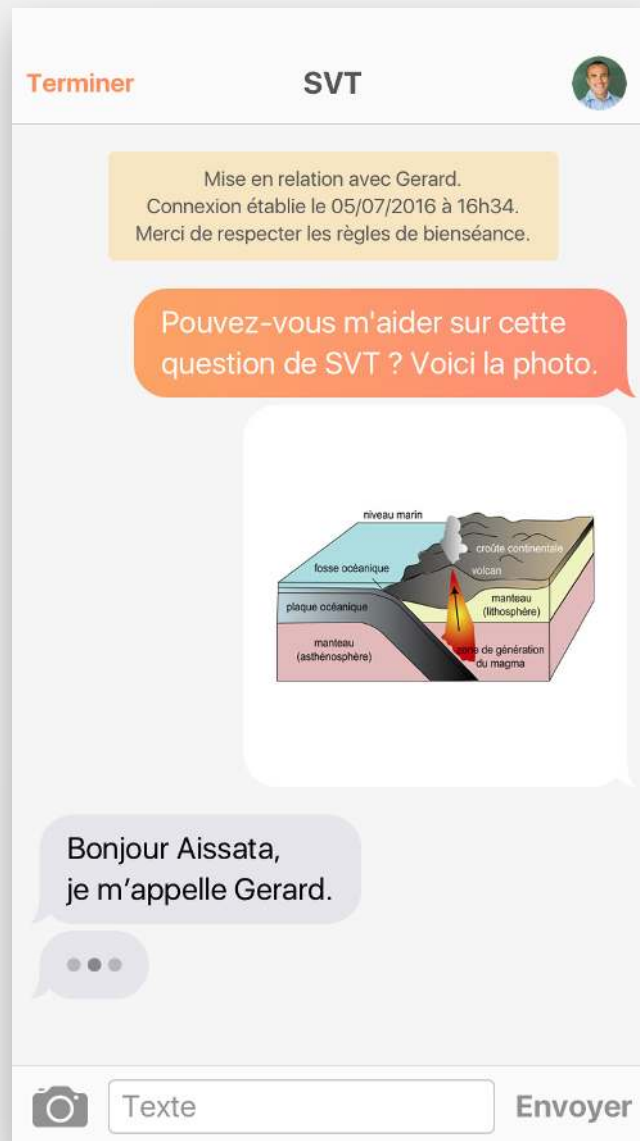 Terminer
SVT
Mise en relation avec Gerard.
Connexion établie le 05/07/2016 à 16h34.
Merci de respecter les règles de bienséance.
Pouvez-vous m'aider sur cette
question de SVT ? Voici la photo.
niveau marin
croûte continentale
fosse océanique
volcan
plaque océanique
manteau
(lithosphère)
manteau
(asthénosphère)
zone de génération
du magma
Bonjour Aissata,
je m’appelle Gerard.
Texte
Envoyer